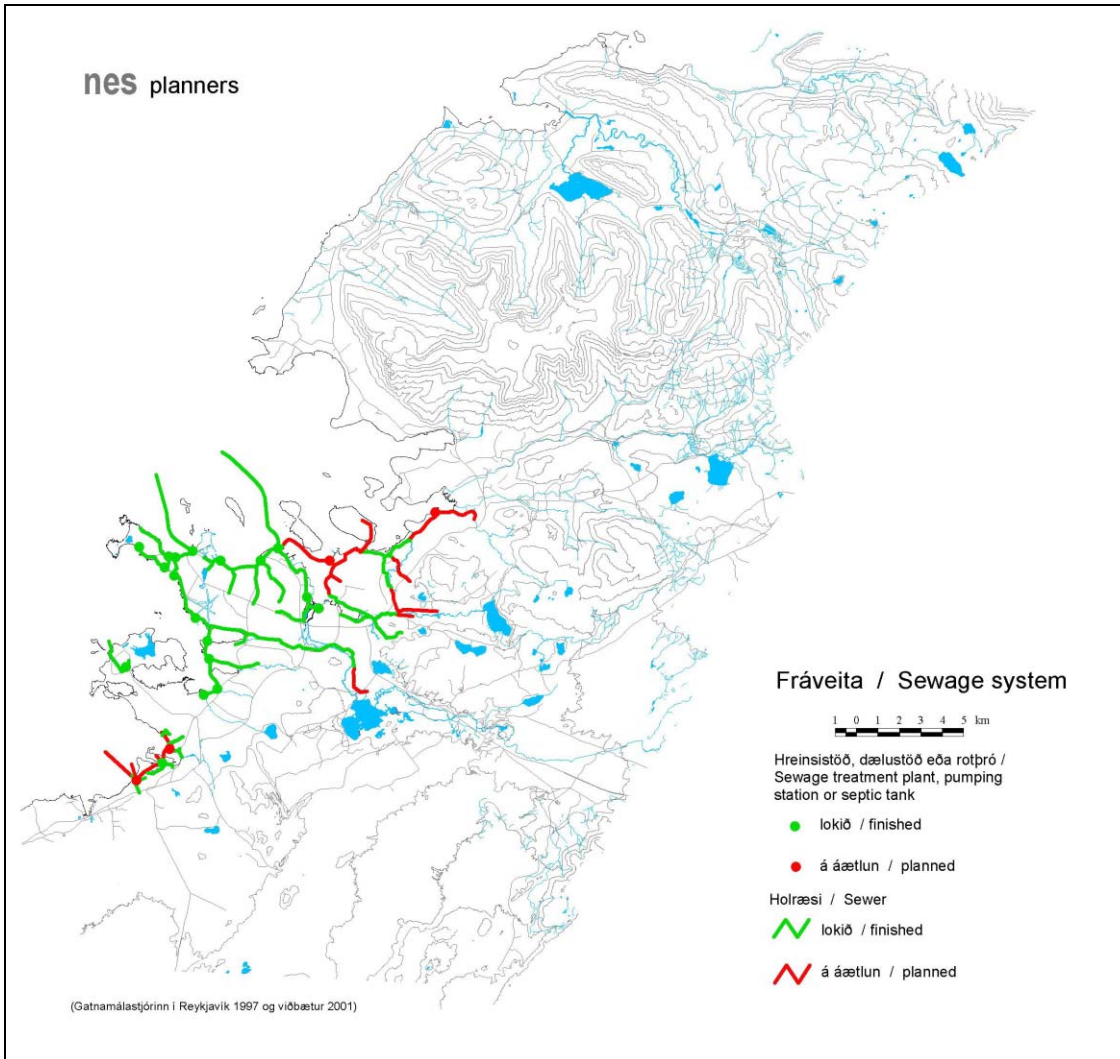 nes planners
Fráveita / Sewage system
1 0 1 2 3 4 5 km
Hreinsistöð, dælustöð eða rotþró /
Sewage treatment plant, pumping
station or septic tank
lokið / finished
á áætlun / planned
Holræsi / Sewer
lokið / finished
á áætlun / planned
(Gatnamálastjórinn í Reykjavík 1997 og viðbætur 2001)